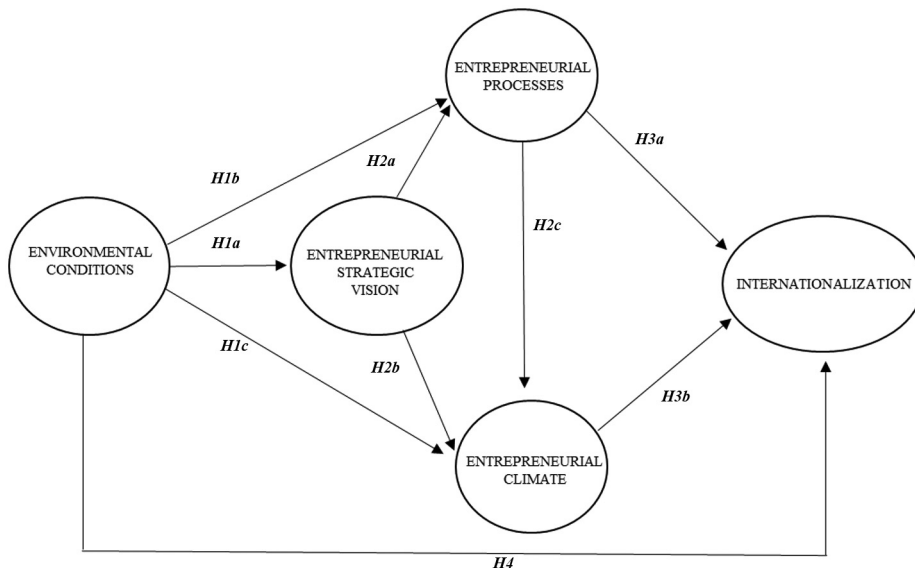 ENTREPRENEURIAL
PROCESSES
H3a
H2a
H1b
H2c
H1a
ENVIRONMENTAL
CONDITIONS
ENTREPRENEURIAL
STRATEGIC
VISION
INTERNATIONALIZATION
H1c
H2b
H3b
ENTREPRENEURIAL
CLIMATE
H4